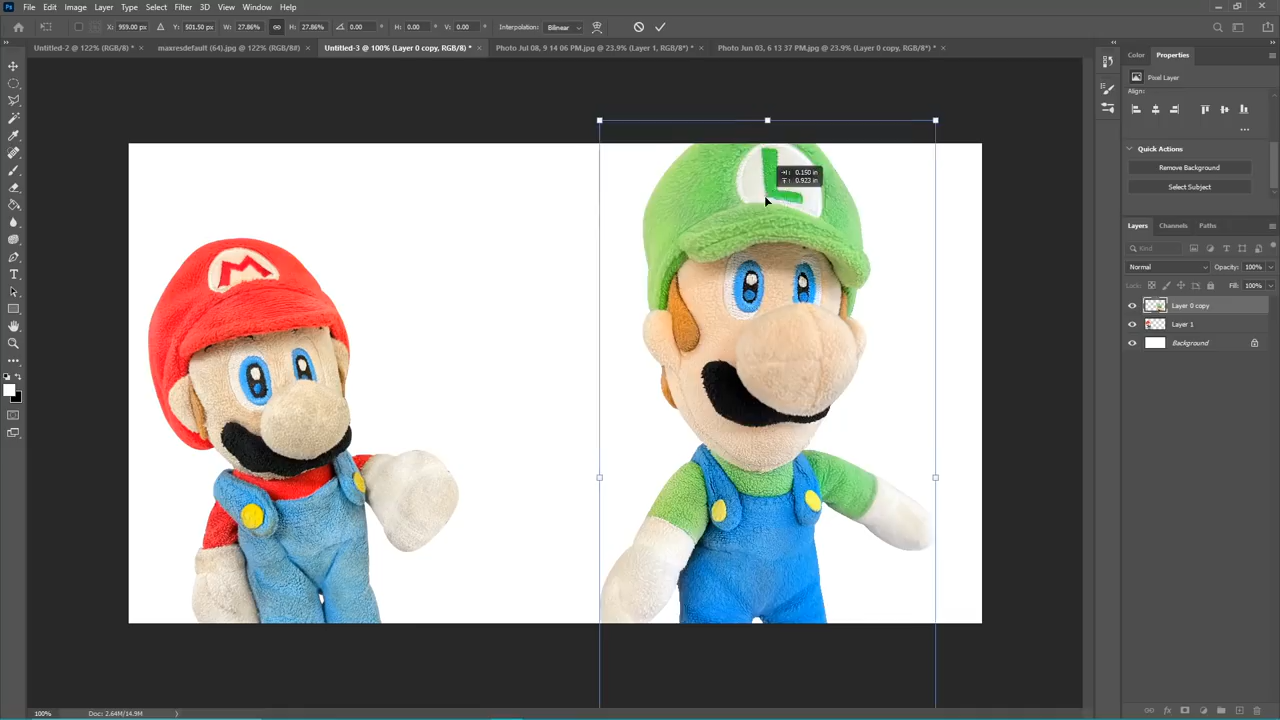 Ps File Edit Image Layer Type Select Filter 3D View Window Help
X: 959.00 px Y: 501.50 px W: 27.86% H: 27.86% 0.00 ° H: 0.00 ° V: 0.00 ° Interpolation: Bilinear
Untitled-2 @ 122% (RGB/8) * × maxresdefault (64).jpg @ 122% (RGB/8#) × Untitled-3 @ 100% (Layer 0 copy, RGB/8) * × Photo Jul 08, 9 14 06 PM.jpg @ 23.9% (Layer 1, RGB/8*) * × Photo Jun 03, 6 13 37 PM.jpg @ 23.9% (Layer 0 copy, RGB/8*) * ×
Color Properties
Pixel Layer
Align:
Quick Actions
Remove Background
Select Subject
Layers Channels Paths
Kind
Normal Opacity: 100%
Lock: Fill: 100%
Layer 0 copy
Layer 1
Background
L
: 0.150 in
: 0.923 in
M
100% Doc: 2.64M/14.9M